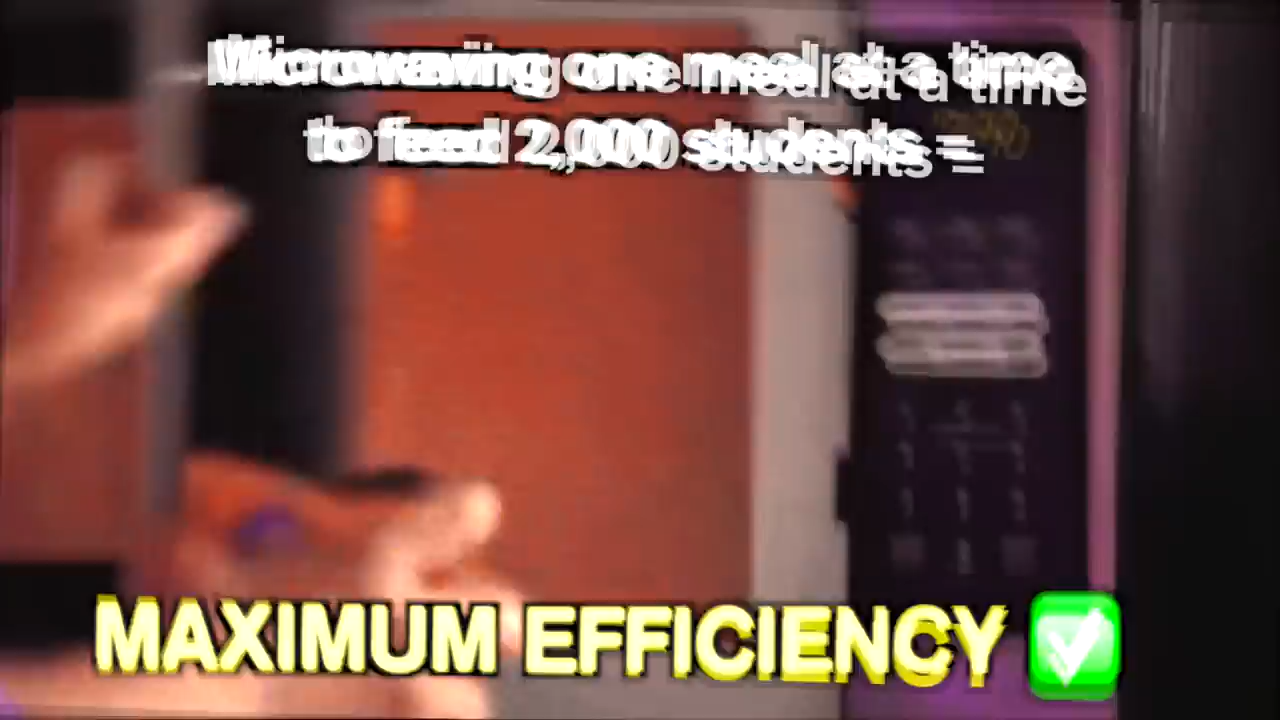 Microwaving one meal at a time
to feed 2,000 students =
MAXIMUM EFFICIENCY ✅